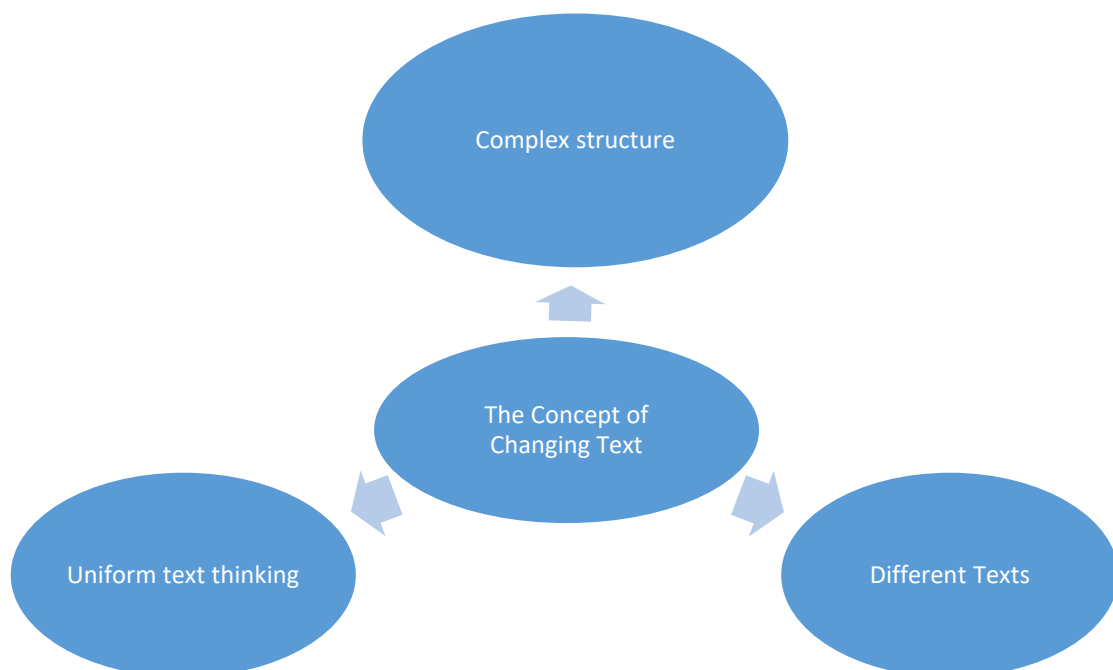 Complex structure
The Concept of
Changing Text
Uniform text thinking
Different Texts